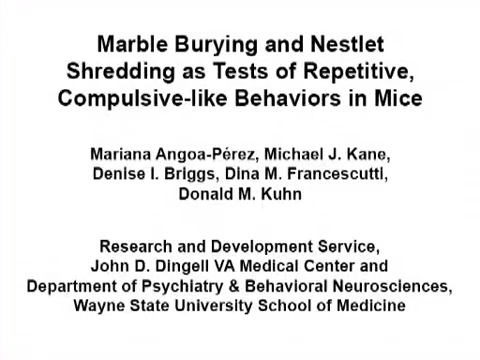 Marble Burying and Nestlet
Shredding as Tests of Repetitive,
Compulsive-like Behaviors in Mice
Mariana Angoa-Pérez, Michael J. Kane,
Denise I. Briggs, Dina M. Francescutti,
Donald M. Kuhn
Research and Development Service,
John D. Dingell VA Medical Center and
Department of Psychiatry & Behavioral Neurosciences,
Wayne State University School of Medicine